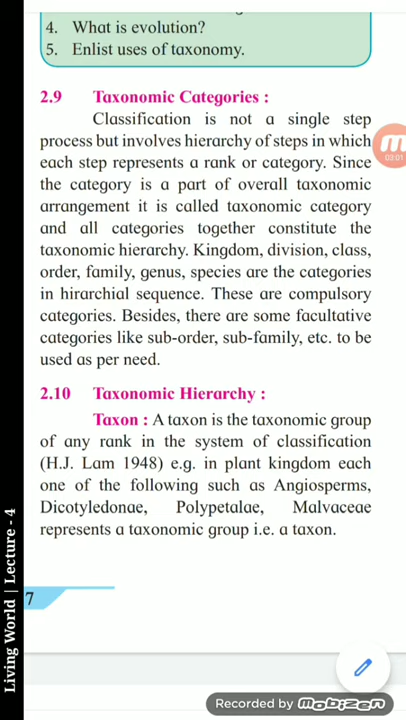 4. What is evolution?
5. Enlist uses of taxonomy.
2.9 Taxonomic Categories :
Classification is not a single step
process but involves hierarchy of steps in which
each step represents a rank or category. Since
the category is a part of overall taxonomic
arrangement it is called taxonomic category
and all categories together constitute the
taxonomic hierarchy. Kingdom, division, class,
order, family, genus, species are the categories
in hirarchial sequence. These are compulsory
categories. Besides, there are some facultative
categories like sub-order, sub-family, etc. to be
used as per need.
2.10 Taxonomic Hierarchy :
Taxon : A taxon is the taxonomic group
of any rank in the system of classification
(H.J. Lam 1948) e.g. in plant kingdom each
one of the following such as Angiosperms,
Dicotyledonae, Polypetalae, Malvaceae
represents a taxonomic group i.e. a taxon.
7
Living World | Lecture - 4
03:01
Recorded by mobizen